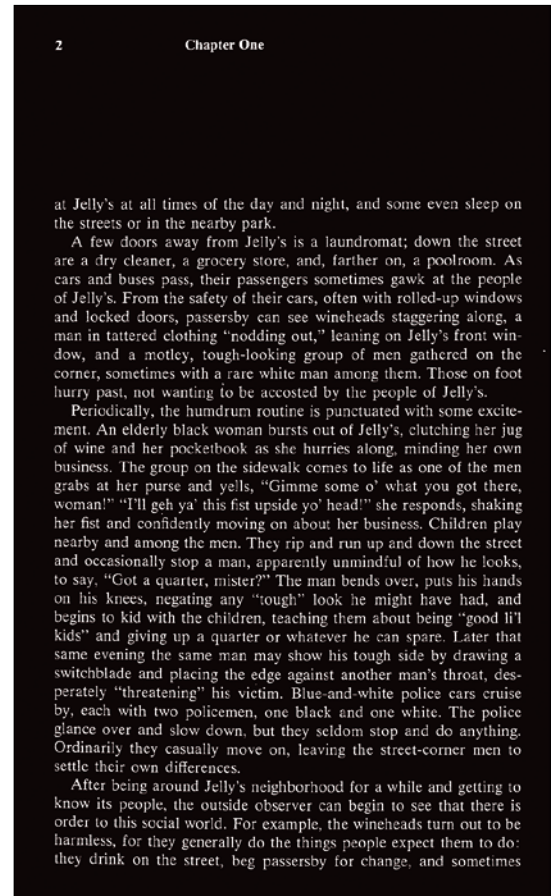 2 Chapter One
at Jelly's at all times of the day and night, and some even sleep on
the streets or in the nearby park.
A few doors away from Jelly's is a laundromat; down the street
are a dry cleaner, a grocery store, and, farther on, a poolroom. As
cars and buses pass, their passengers sometimes gawk at the people
of Jelly's. From the safety of their cars, often with rolled-up windows
and locked doors, passersby can see wineheads staggering along, a
man in tattered clothing "nodding out," leaning on Jelly's front win-
dow, and a motley, tough-looking group of men gathered on the
corner, sometimes with a rare white man among them. Those on foot
hurry past, not wanting to be accosted by the people of Jelly's.
Periodically, the humdrum routine is punctuated with some excite-
ment. An elderly black woman bursts out of Jelly's, clutching her jug
of wine and her pocketbook as she hurries along, minding her own
business. The group on the sidewalk comes to life as one of the men
grabs at her purse and yells, "Gimme some o' what you got there,
woman!" "I'll geh ya' this fist upside yo' head!" she responds, shaking
her fist and confidently moving on about her business. Children play
nearby and among the men. They rip and run up and down the street
and occasionally stop a man, apparently unmindful of how he looks,
to say, "Got a quarter, mister?" The man bends over, puts his hands
on his knees, negating any "tough" look he might have had, and
begins to kid with the children, teaching them about being "good li'l
kids" and giving up a quarter or whatever he can spare. Later that
same evening the same man may show his tough side by drawing a
switchblade and placing the edge against another man's throat, des-
perately "threatening" his victim. Blue-and-white police cars cruise
by, each with two policemen, one black and one white. The police
glance over and slow down, but they seldom stop and do anything.
Ordinarily they casually move on, leaving the street-corner men to
settle their own differences.
After being around Jelly's neighborhood for a while and getting to
know its people, the outside observer can begin to see that there is
order to this social world. For example, the wineheads turn out to be
harmless, for they generally do the things people expect them to do:
they drink on the street, beg passersby for change, and sometimes